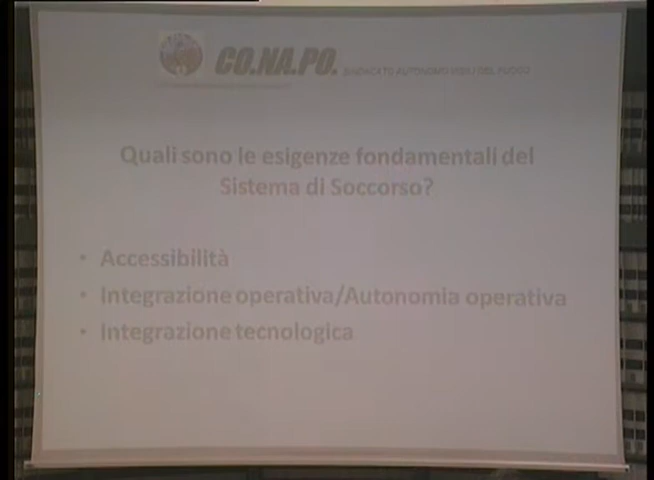 CO.NA.PO. SINDACATO AUTONOMO VIGILI DEL FUOCO
Quali sono le esigenze fondamentali del
Sistema di Soccorso?
• Accessibilità
• Integrazione operativa/Autonomia operativa
• Integrazione tecnologica